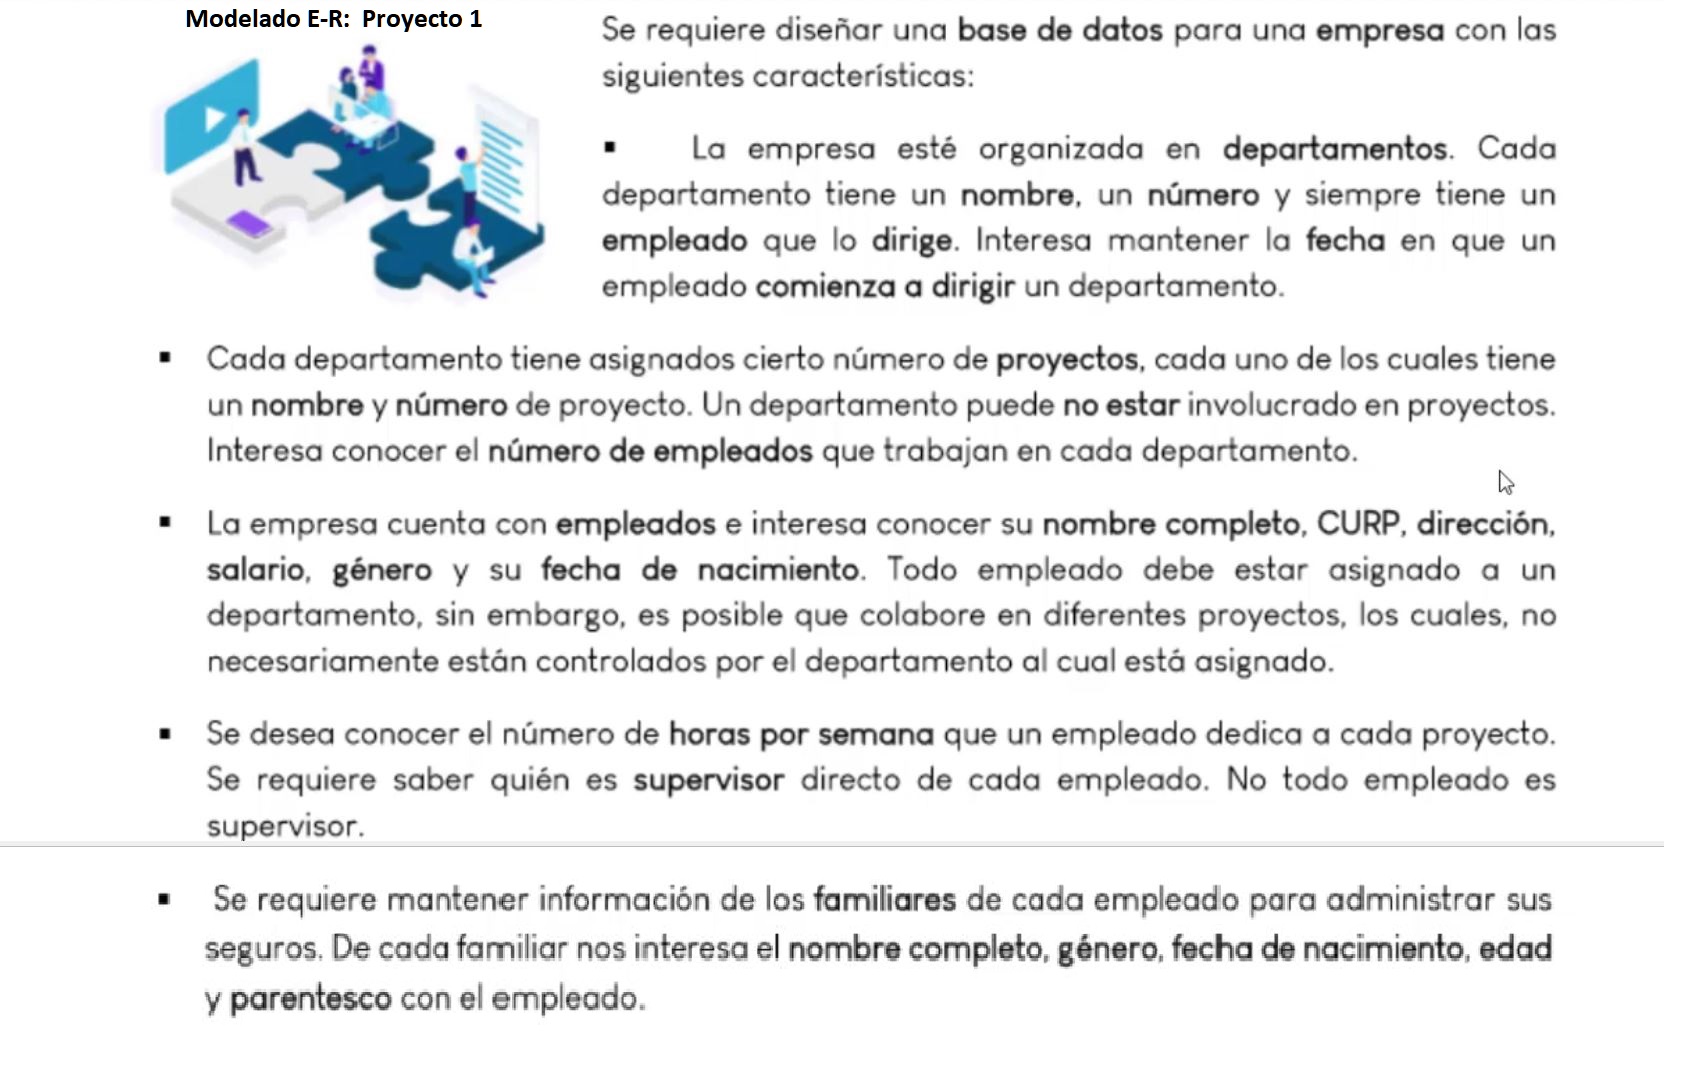 Modelado E-R: Proyecto 1
Se requiere diseñar una base de datos para una empresa con las
siguientes características:
▪ La empresa esté organizada en departamentos. Cada
departamento tiene un nombre, un número y siempre tiene un
empleado que lo dirige. Interesa mantener la fecha en que un
empleado comienza a dirigir un departamento.
▪ Cada departamento tiene asignados cierto número de proyectos, cada uno de los cuales tiene
un nombre y número de proyecto. Un departamento puede no estar involucrado en proyectos.
Interesa conocer el número de empleados que trabajan en cada departamento.
▪ La empresa cuenta con empleados e interesa conocer su nombre completo, CURP, dirección,
salario, género y su fecha de nacimiento. Todo empleado debe estar asignado a un
departamento, sin embargo, es posible que colabore en diferentes proyectos, los cuales, no
necesariamente están controlados por el departamento al cual está asignado.
▪ Se desea conocer el número de horas por semana que un empleado dedica a cada proyecto.
Se requiere saber quién es supervisor directo de cada empleado. No todo empleado es
supervisor.
▪ Se requiere mantener información de los familiares de cada empleado para administrar sus
seguros. De cada familiar nos interesa el nombre completo, género, fecha de nacimiento, edad
y parentesco con el empleado.